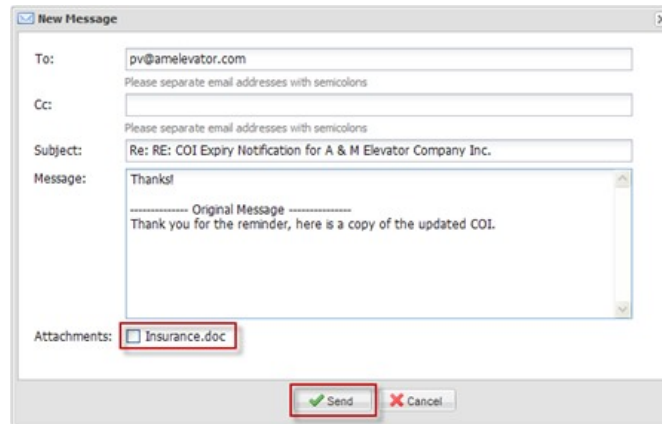 New Message
To: pv@amelevator.com
Please separate email addresses with semicolons
Cc:
Please separate email addresses with semicolons
Subject: Re: RE: COI Expiry Notification for A & M Elevator Company Inc.
Message: Thanks!
-------------- Original Message ---------------
Thank you for the reminder, here is a copy of the updated COI.
Attachments: Insurance.doc
Send Cancel